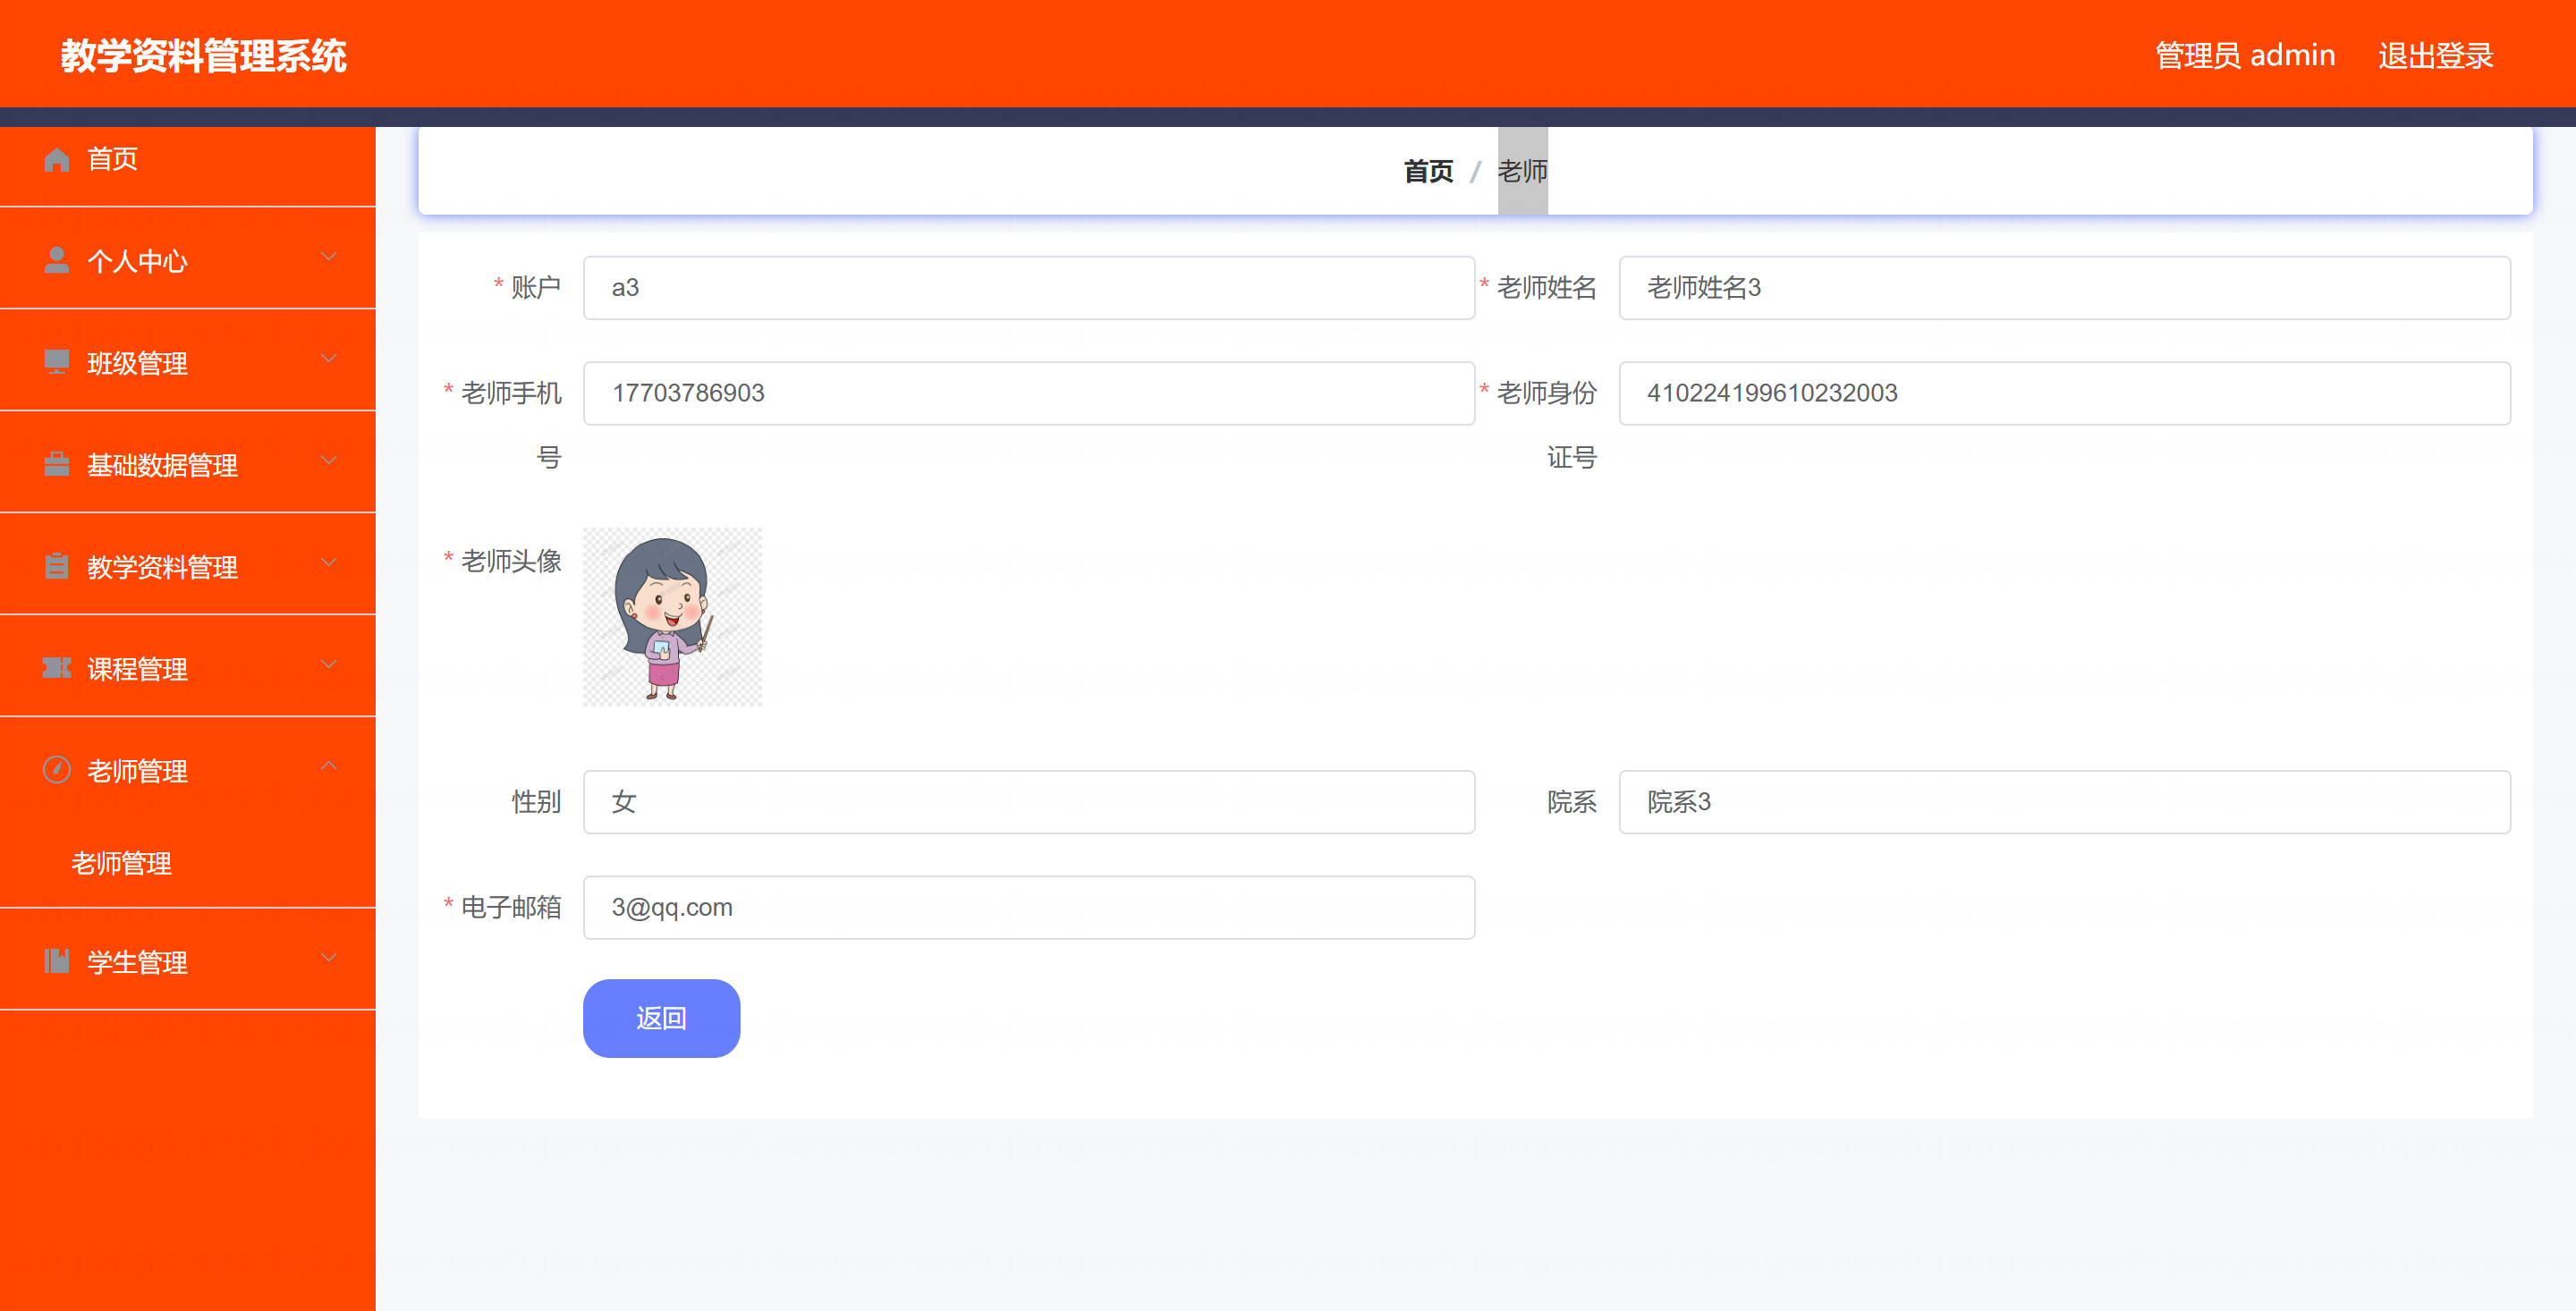 教学资料管理系统
管理员 admin 退出登录
首页
个人中心
班级管理
基础数据管理
教学资料管理
课程管理
老师管理
老师管理
学生管理
首页 / 老师
* 账户 a3
* 老师姓名 老师姓名3
* 老师手机号 17703786903
* 老师身份证号 410224199610232003
* 老师头像
性别 女
院系 院系3
* 电子邮箱 3@qq.com
返回